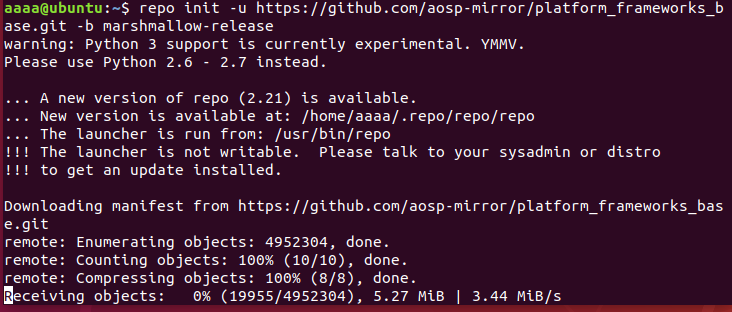 aaaa@ubuntu:~$ repo init -u https://github.com/aosp-mirror/platform_frameworks_b
ase.git -b marshmallow-release
warning: Python 3 support is currently experimental. YMMV.
Please use Python 2.6 - 2.7 instead.
... A new version of repo (2.21) is available.
... New version is available at: /home/aaaa/.repo/repo/repo
... The launcher is run from: /usr/bin/repo
!!! The launcher is not writable.  Please talk to your sysadmin or distro
!!! to get an update installed.
Downloading manifest from https://github.com/aosp-mirror/platform_frameworks_bas
e.git
remote: Enumerating objects: 4952304, done.
remote: Counting objects: 100% (10/10), done.
remote: Compressing objects: 100% (8/8), done.
Receiving objects:   0% (19955/4952304), 5.27 MiB | 3.44 MiB/s